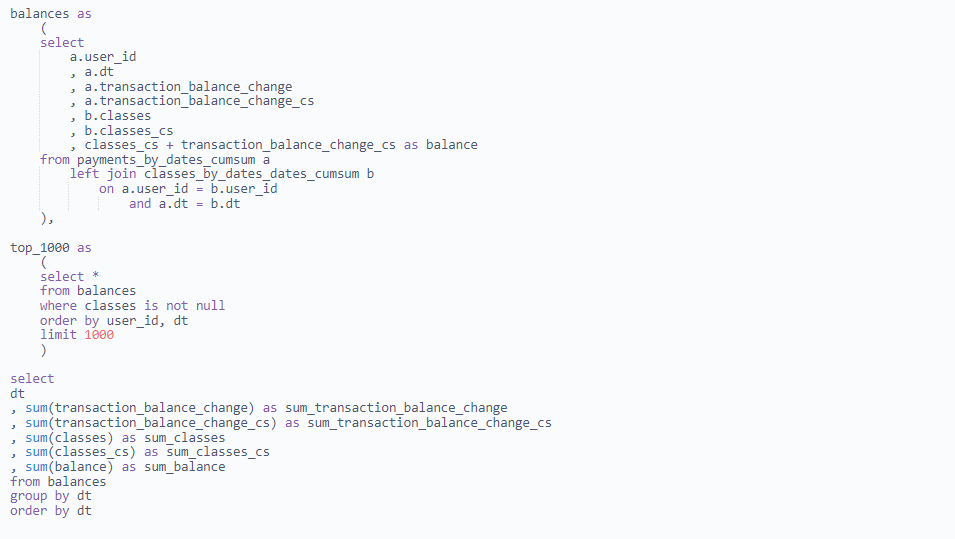 balances as
(
select
a.user_id
, a.dt
, a.transaction_balance_change
, a.transaction_balance_change_cs
, b.classes
, b.classes_cs
, classes_cs + transaction_balance_change_cs as balance
from payments_by_dates_cumsum a
left join classes_by_dates_dates_cumsum b
on a.user_id = b.user_id
and a.dt = b.dt
),
top_1000 as
(
select *
from balances
where classes is not null
order by user_id, dt
limit 1000
)
select
dt
, sum(transaction_balance_change) as sum_transaction_balance_change
, sum(transaction_balance_change_cs) as sum_transaction_balance_change_cs
, sum(classes) as sum_classes
, sum(classes_cs) as sum_classes_cs
, sum(balance) as sum_balance
from balances
group by dt
order by dt